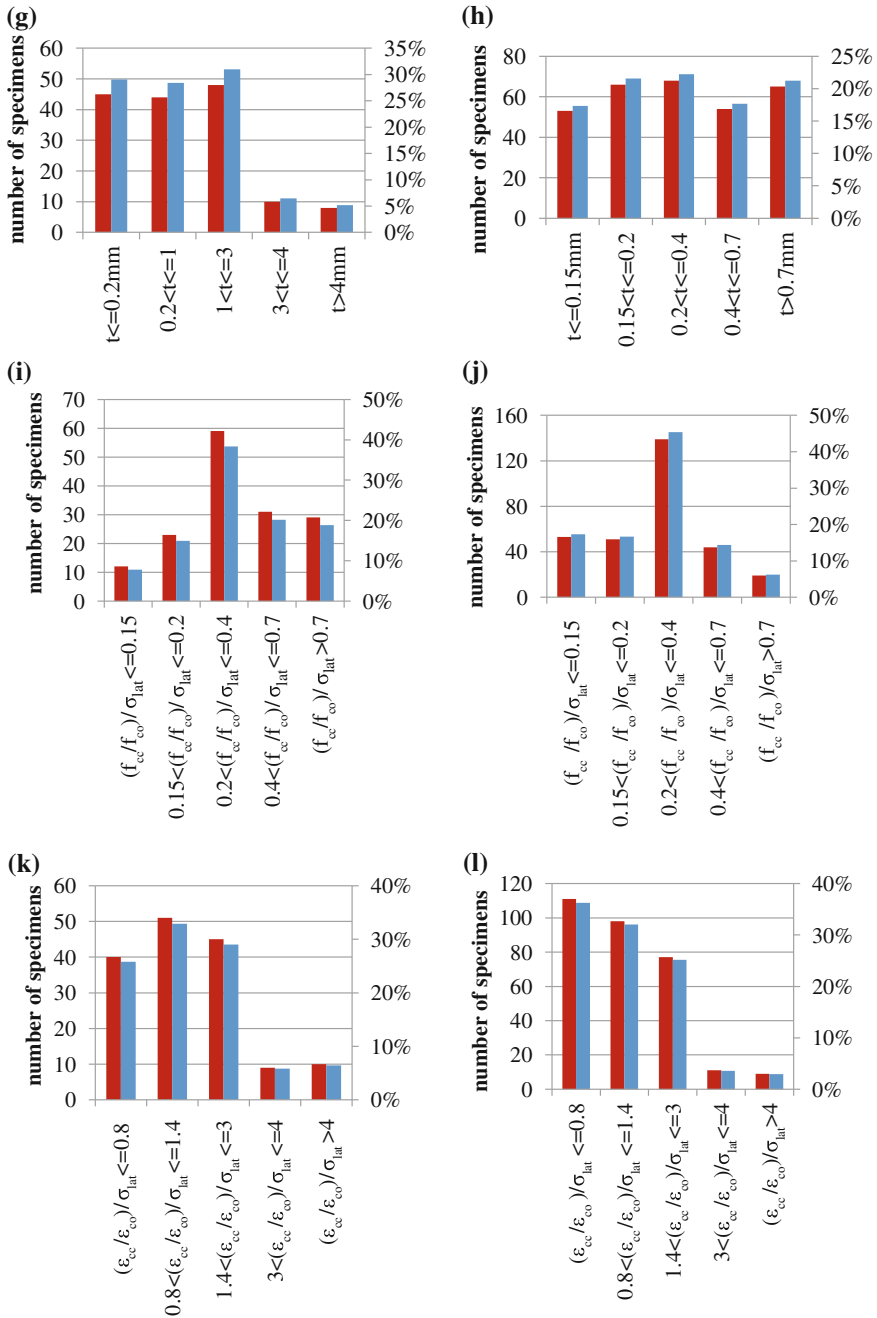 (g)
number of specimens
60
50
40
30
20
10
0
35%
30%
25%
20%
15%
10%
5%
0%
t<=0.2mm
0.2<t<=1
1<t<=3
3<t<=4
t>4mm
(h)
number of specimens
80
60
40
20
0
25%
20%
15%
10%
5%
0%
t<=0.15mm
0.15<t<=0.2
0.2<t<=0.4
0.4<t<=0.7
t>0.7mm
(i)
number of specimens
70
60
50
40
30
20
10
0
50%
40%
30%
20%
10%
0%
(fcc/fco)/σlat<=0.15
0.15<(fcc/fco)/σlat<=0.2
0.2<(fcc/fco)/σlat<=0.4
0.4<(fcc/fco)/σlat<=0.7
(fcc/fco)/σlat>0.7
(j)
number of specimens
160
120
80
40
0
50%
40%
30%
20%
10%
0%
(fcc /fco)/σlat<=0.15
0.15<(fcc /fco)/σlat<=0.2
0.2<(fcc /fco)/σlat<=0.4
0.4<(fcc /fco)/σlat<=0.7
(fcc /fco)/σlat>0.7
(k)
number of specimens
60
50
40
30
20
10
0
40%
30%
20%
10%
0%
(εcc/εco)/σlat<=0.8
0.8<(εcc/εco)/σlat<=1.4
1.4<(εcc/εco)/σlat<=3
3<(εcc/εco)/σlat<=4
(εcc/εco)/σlat>4
(l)
number of specimens
120
100
80
60
40
20
0
40%
30%
20%
10%
0%
(εcc/εco)/σlat <=0.8
0.8<(εcc/εco)/σlat <=1.4
1.4<(εcc/εco)/σlat <=3
3<(εcc/εco)/σlat <=4
(εcc/εco)/σlat>4